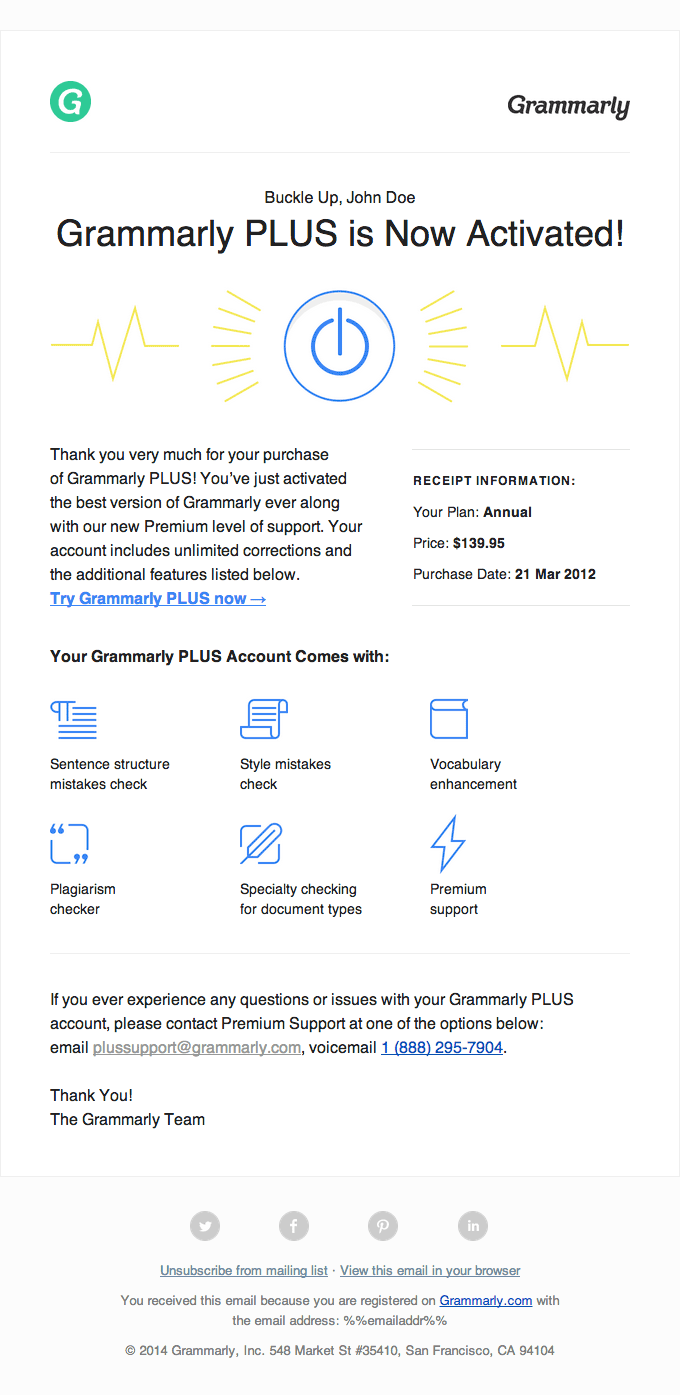 G
Grammarly
Buckle Up, John Doe
Grammarly PLUS is Now Activated!
Thank you very much for your purchase
of Grammarly PLUS! You’ve just activated
the best version of Grammarly ever along
with our new Premium level of support. Your
account includes unlimited corrections and
the additional features listed below.
Try Grammarly PLUS now →
RECEIPT INFORMATION:
Your Plan: Annual
Price: $139.95
Purchase Date: 21 Mar 2012
Your Grammarly PLUS Account Comes with:
Sentence structure
mistakes check
Style mistakes
check
Vocabulary
enhancement
Plagiarism
checker
Specialty checking
for document types
Premium
support
If you ever experience any questions or issues with your Grammarly PLUS
account, please contact Premium Support at one of the options below:
email plussupport@grammarly.com, voicemail 1 (888) 295-7904.
Thank You!
The Grammarly Team
Unsubscribe from mailing list · View this email in your browser
You received this email because you are registered on Grammarly.com with
the email address: %%emailaddr%%
© 2014 Grammarly, Inc. 548 Market St #35410, San Francisco, CA 94104